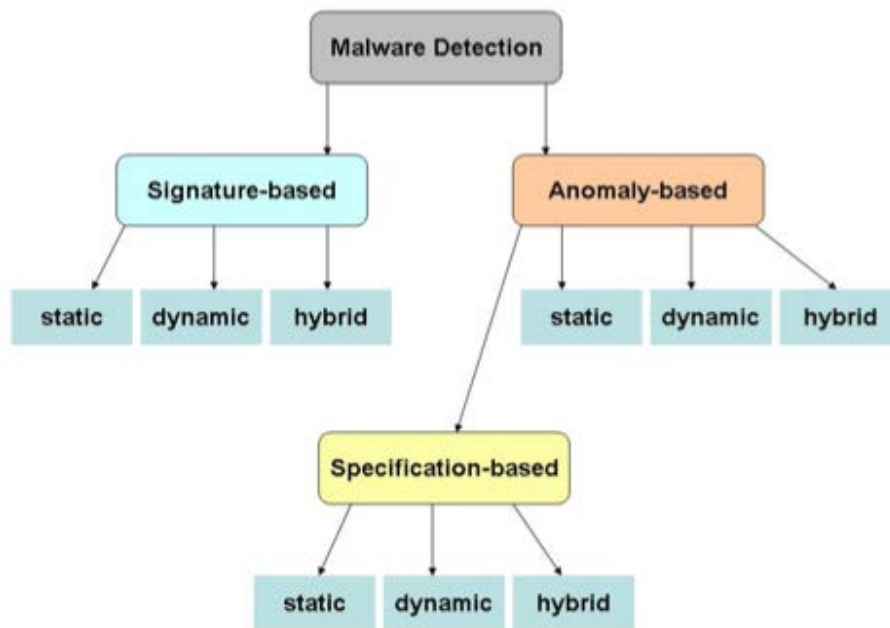 Malware Detection
Signature-based
Anomaly-based
static
dynamic
hybrid
static
dynamic
hybrid
Specification-based
static
dynamic
hybrid